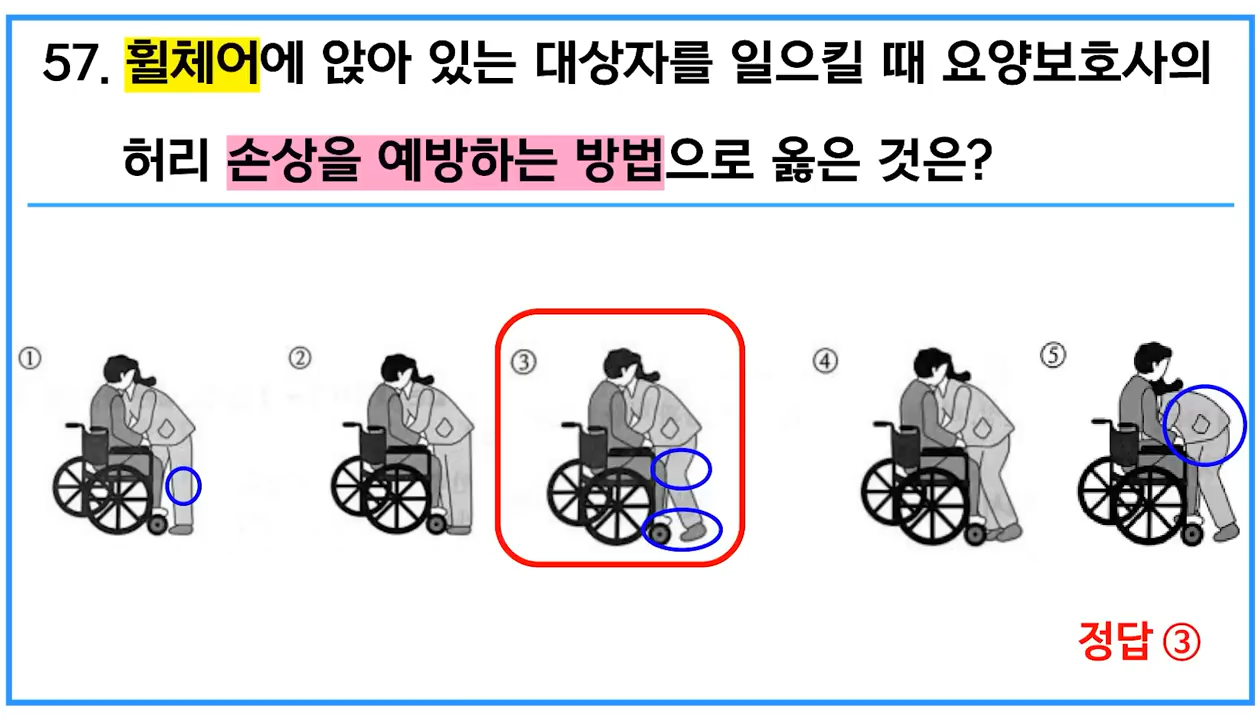 57. 휠체어에 앉아 있는 대상자를 일으킬 때 요양보호사의
허리 손상을 예방하는 방법으로 옳은 것은?
① ② ③ ④ ⑤
정답 ③